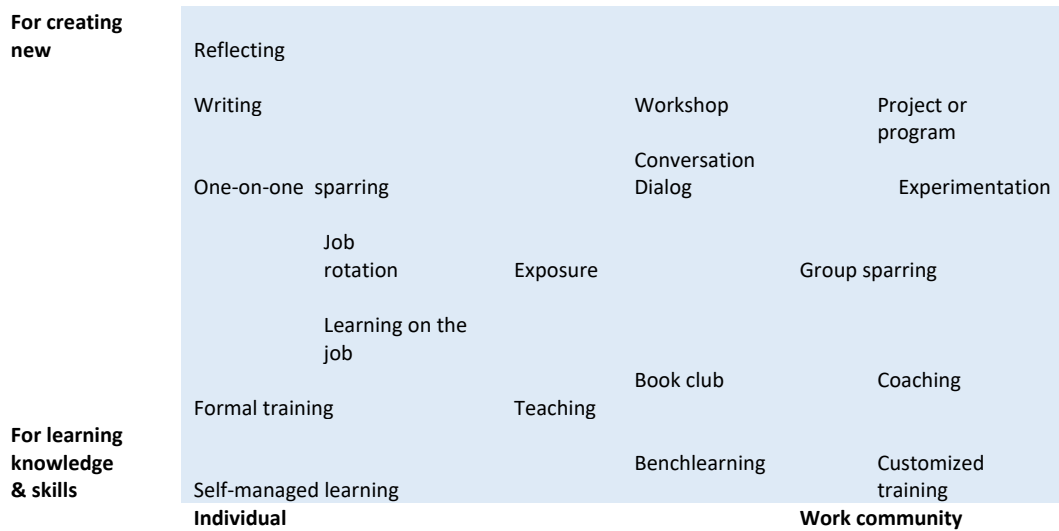 For creating
new
Reflecting
Writing
Workshop
Project or
program
Conversation
One-on-one  sparring
Dialog
Experimentation
Job
rotation
Exposure
Group sparring
Learning on the
job
Book club
Coaching
Formal training
Teaching
For learning
knowledge
& skills
Benchlearning
Customized
training
Self-managed learning
Individual
Work community